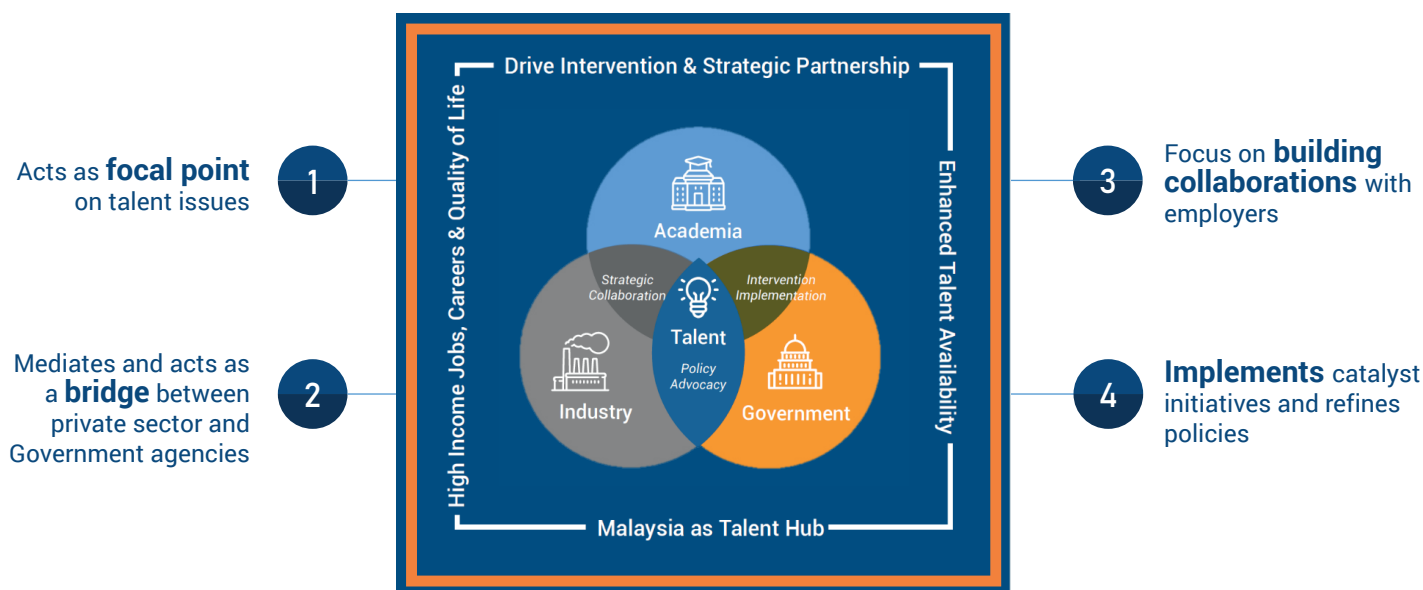 Drive Intervention & Strategic Partnership
High Income Jobs, Careers & Quality of Life
Enhanced Talent Availability
Malaysia as Talent Hub
Academia
Strategic
Collaboration
Intervention
Implementation
Talent
Policy
Advocacy
Industry
Government
1
Acts as focal point
on talent issues
2
Mediates and acts as
a bridge between
private sector and
Government agencies
3
Focus on building
collaborations with
employers
4
Implements catalyst
initiatives and refines
policies